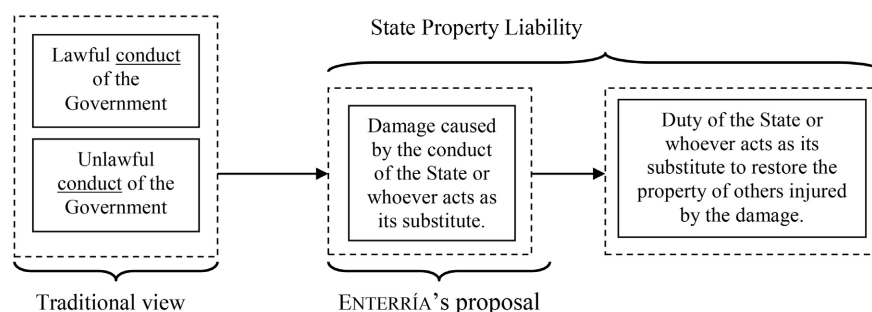 State Property Liability
Lawful conduct
of the
Government
Unlawful
conduct of the
Government
Damage caused
by the conduct
of the State or
whoever acts as
its substitute.
Duty of the State or
whoever acts as its
substitute to restore the
property of others injured
by the damage.
Traditional view
ENTERRÍA's proposal